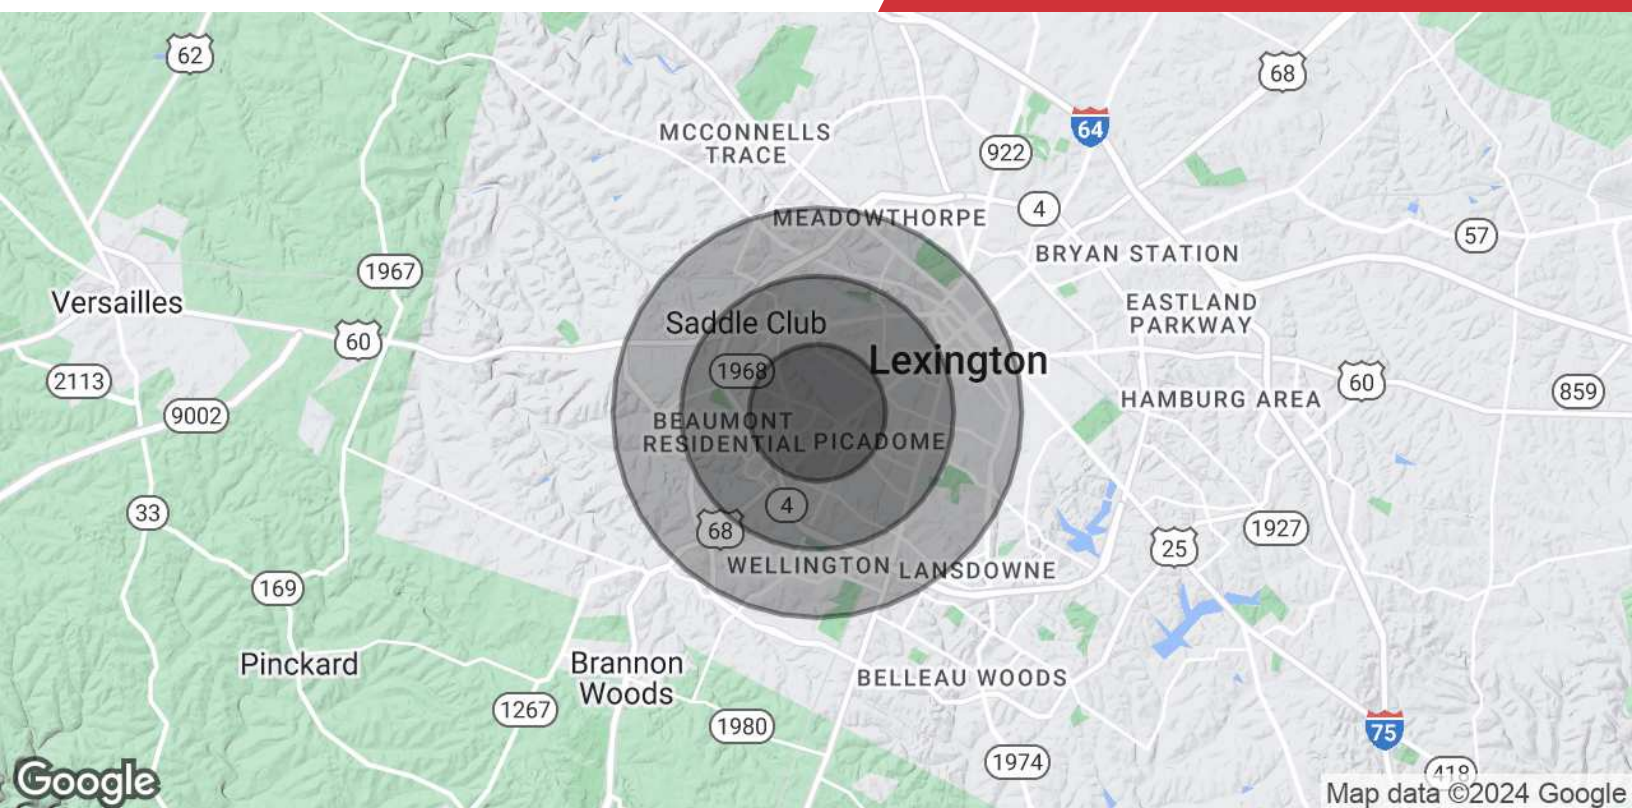 62
68
64
MCCONNELLS
TRACE
922
4
MEADOWTHORPE
57
BRYAN STATION
1967
Versailles
EASTLAND
PARKWAY
Saddle Club
60
Lexington
1968
2113
60
859
HAMBURG AREA
9002
BEAUMONT
RESIDENTIAL
PICADOME
4
33
68
1927
25
WELLINGTON
LANSDOWNE
169
Pinckard
Brannon
Woods
BELLEAU WOODS
1267
1980
75
1974
418
Google
Map data ©2024 Google